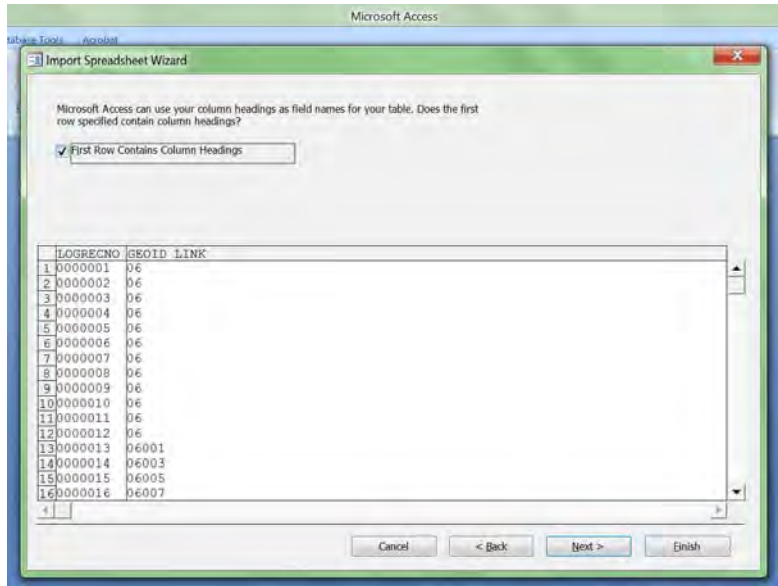 Microsoft Access
Database Tools Acrobat
Import Spreadsheet Wizard
Microsoft Access can use your column headings as field names for your table. Does the first
row specified contain column headings?
First Row Contains Column Headings
LOGRECNO GEOID LINK
1 0000001 06
2 0000002 06
3 0000003 06
4 0000004 06
5 0000005 06
6 0000006 06
7 0000007 06
8 0000008 06
9 0000009 06
10 0000010 06
11 0000011 06
12 0000012 06
13 0000013 06001
14 0000014 06003
15 0000015 06005
16 0000016 06007
Cancel < Back Next > Finish